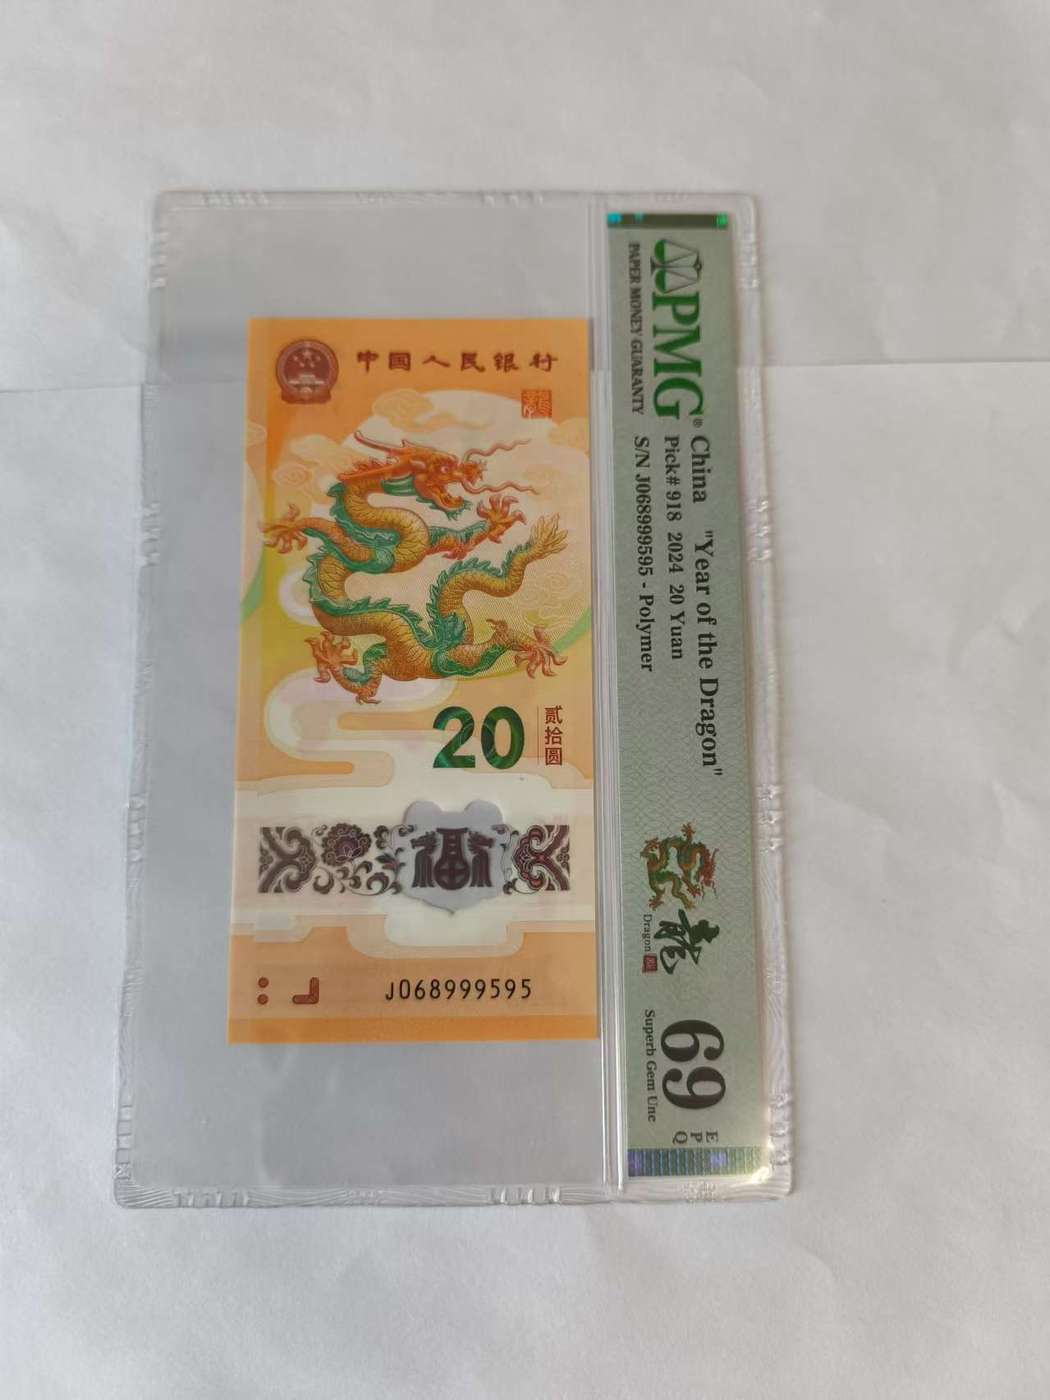 中国人民银行
20
贰拾圆
福
J068999595
PMG®
PAPER MONEY GUARANTY
China "Year of the Dragon"
Pick# 918 2024 20 Yuan
S/N J068999595 - Polymer
龍
Dragon
69
EPQ
Superb Gem Unc